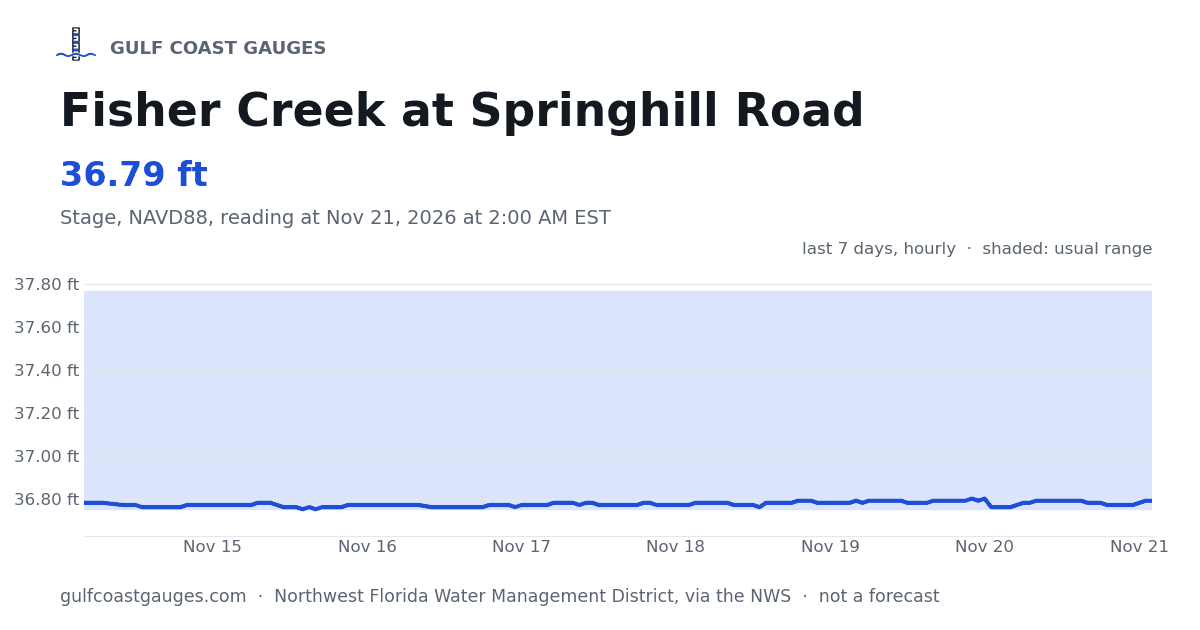 GULF COAST GAUGES
Fisher Creek at Springhill Road
36.79 ft
Stage, NAVD88, reading at Nov 21, 2026 at 2:00 AM EST
last 7 days, hourly · shaded: usual range
37.80 ft
37.60 ft
37.40 ft
37.20 ft
37.00 ft
36.80 ft
Nov 15 Nov 16 Nov 17 Nov 18 Nov 19 Nov 20 Nov 21
gulfcoastgauges.com · Northwest Florida Water Management District, via the NWS · not a forecast